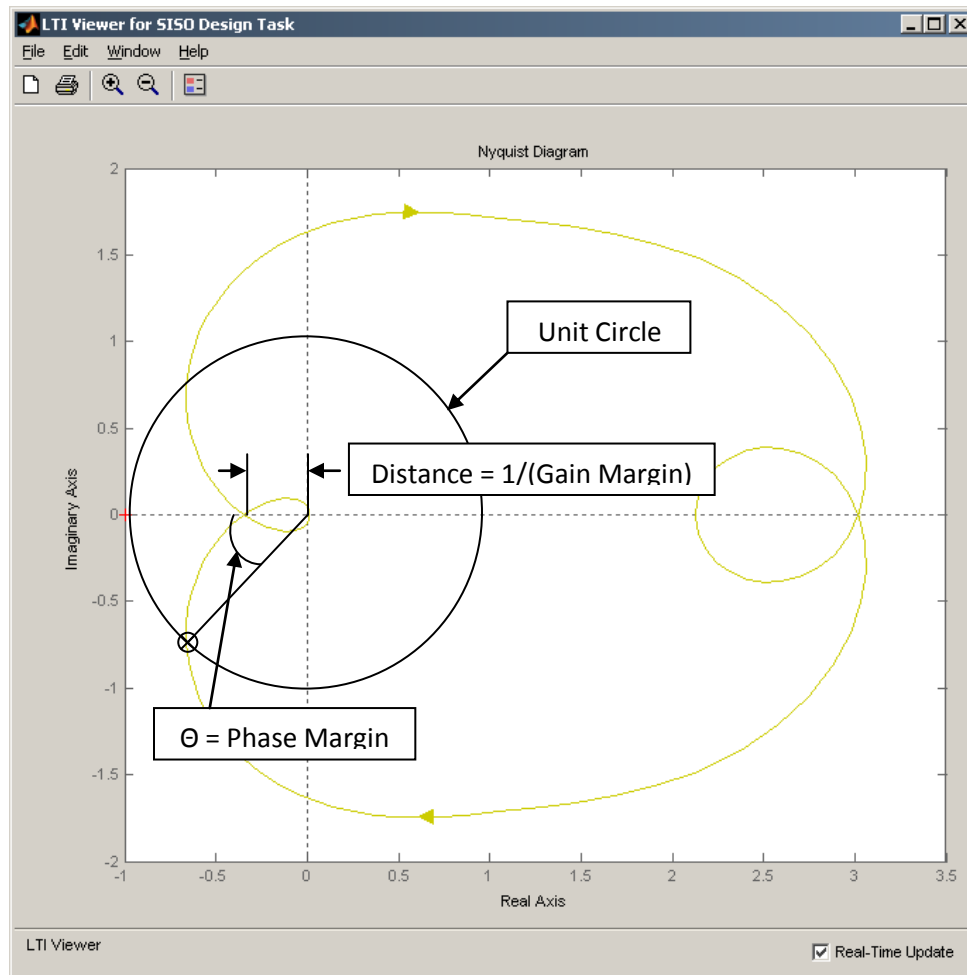 LTI Viewer for SISO Design Task
File Edit Window Help
Nyquist Diagram
2
1.5
1
0.5
0
-0.5
-1
-1.5
-2
Imaginary Axis
Unit Circle
Distance = 1/(Gain Margin)
Θ = Phase Margin
-1 -0.5 0 0.5 1 1.5 2 2.5 3 3.5
Real Axis
LTI Viewer
Real-Time Update